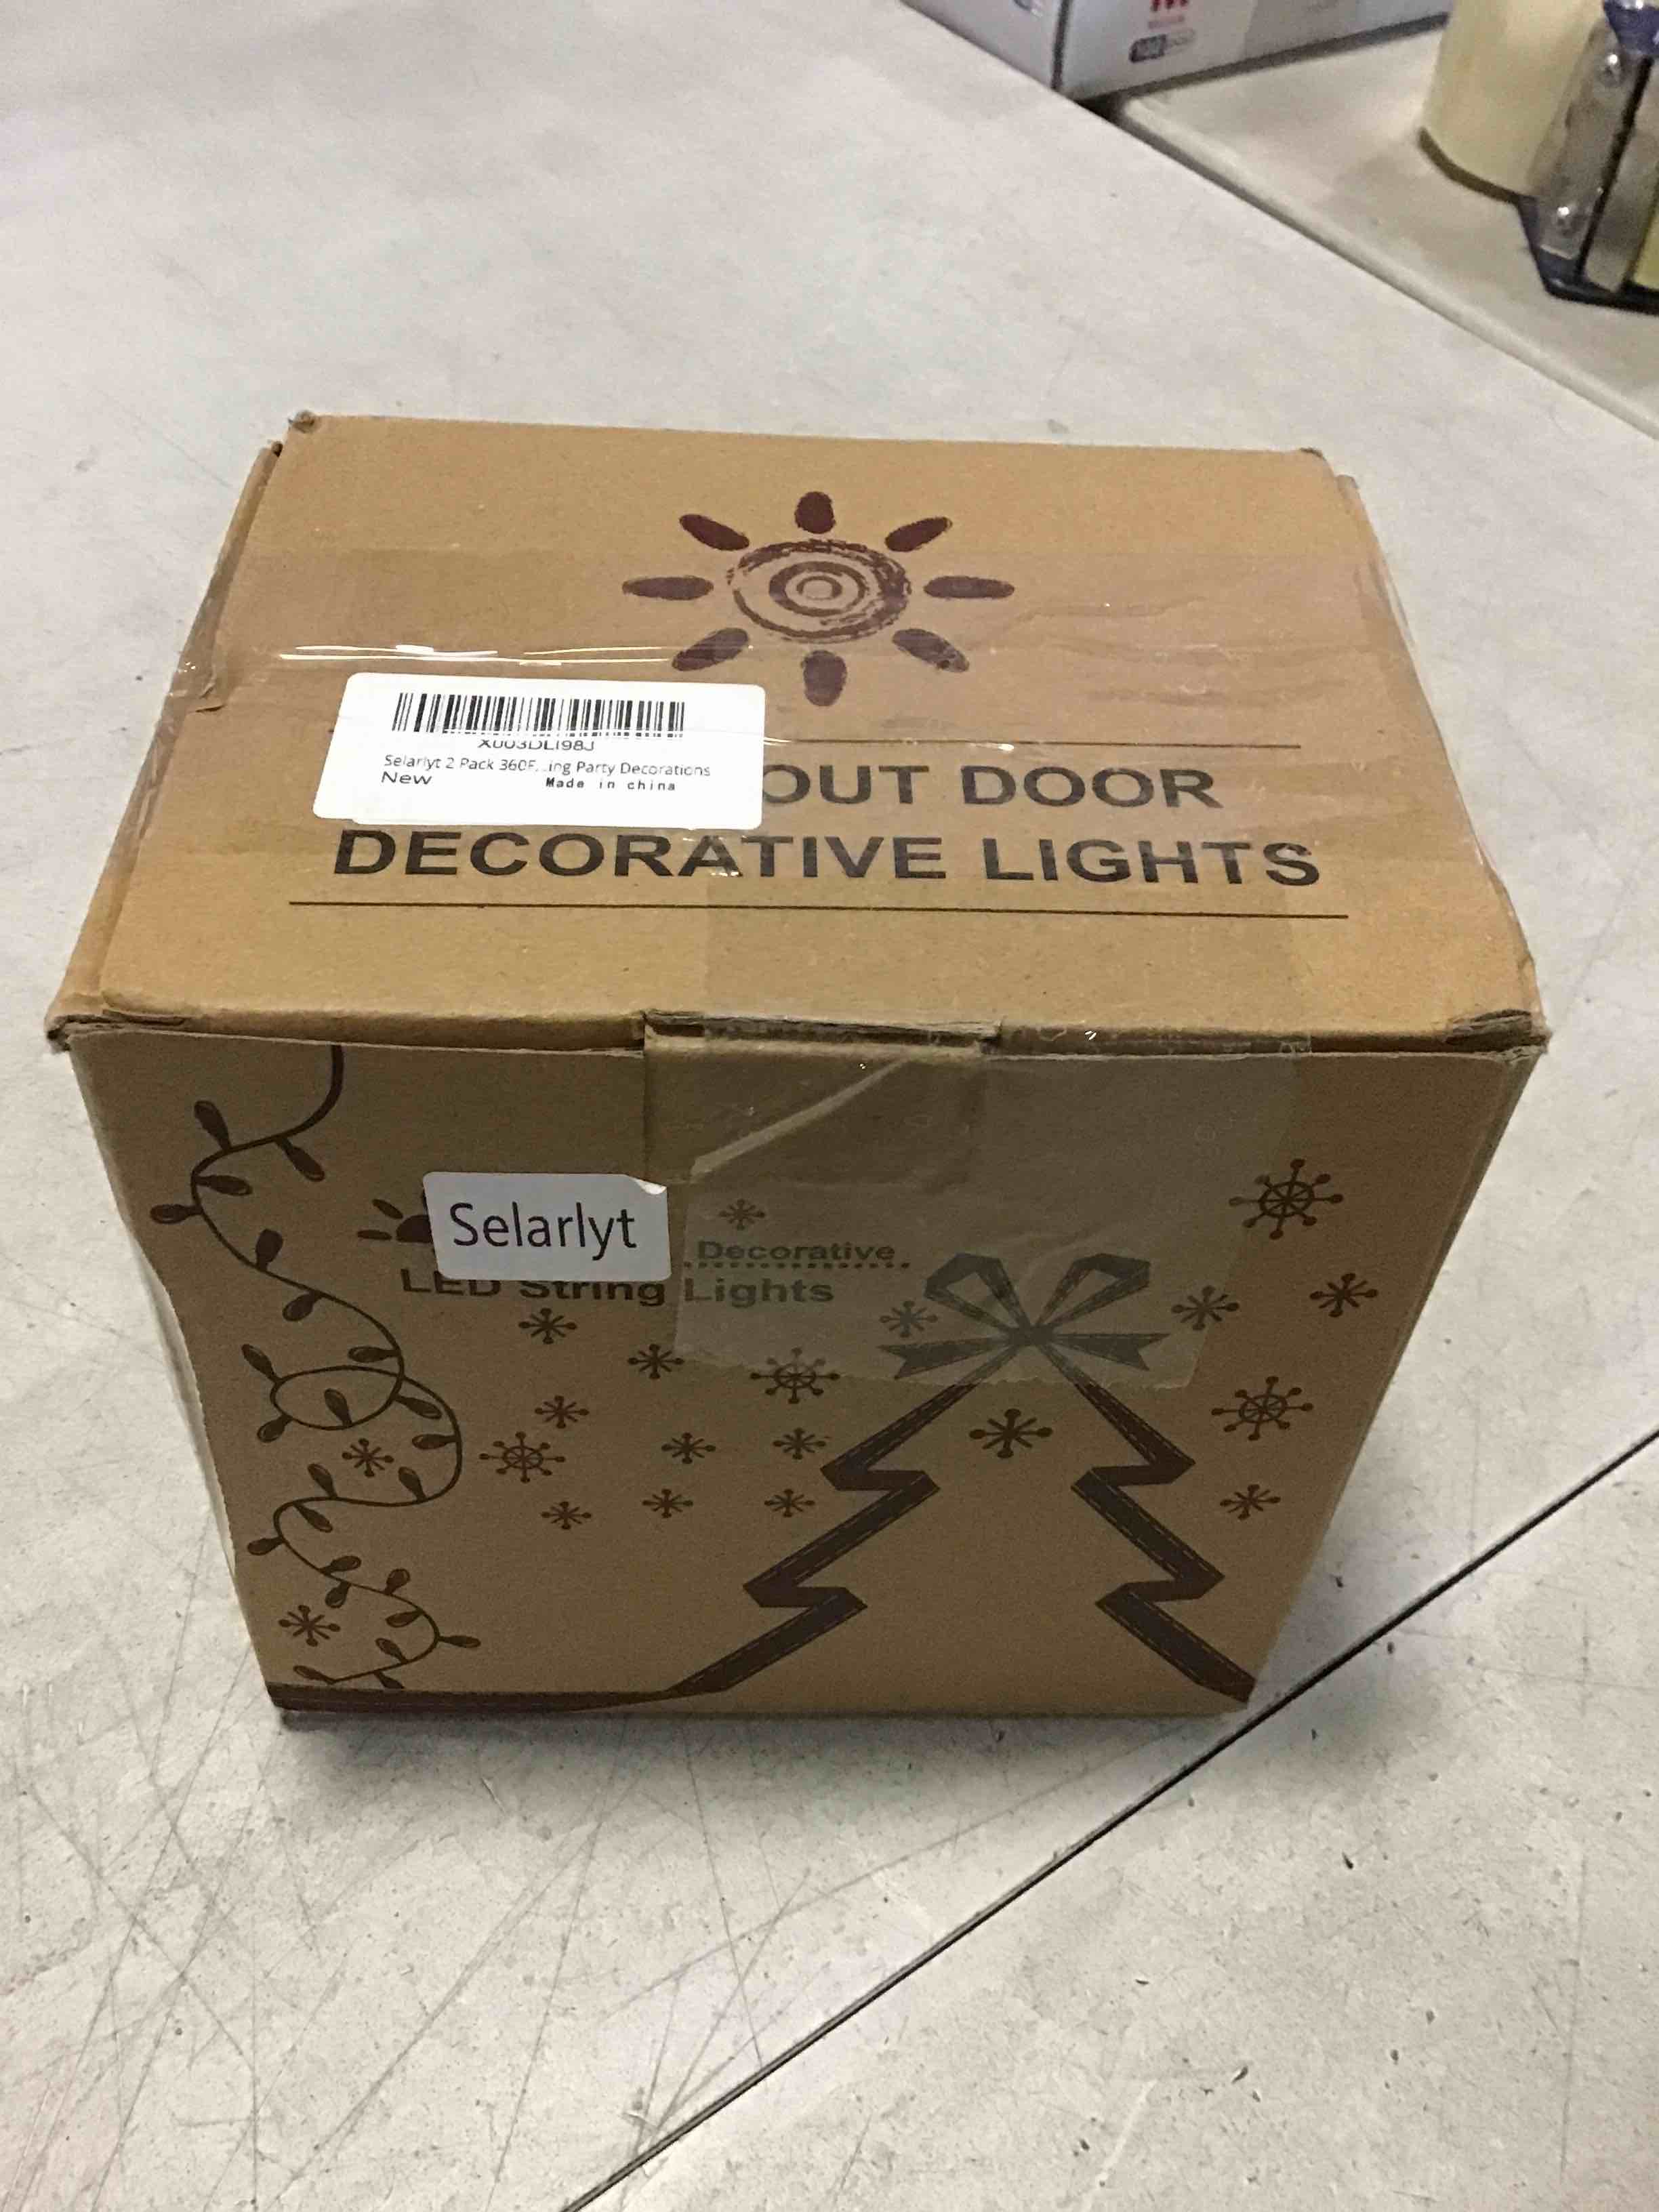 X003DLI98J
Selarlyt 2 Pack 360F...ing Party Decorations
New
Made in china
OUT DOOR
DECORATIVE LIGHTS
Selarlyt
Decorative
LED String Lights